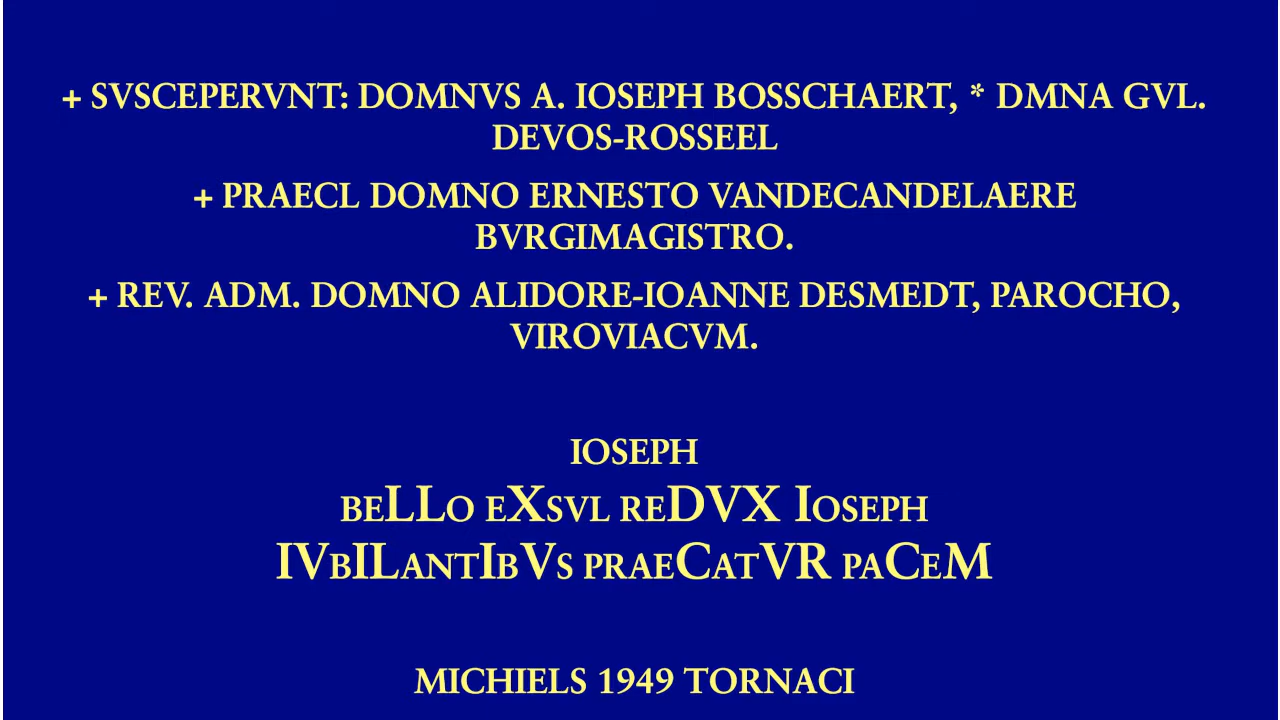 + SVSCEPERVNT: DOMNVS A. IOSEPH BOSSCHAERT, * DMNA GVL.
DEVOS-ROSSEEL
+ PRAECL DOMNO ERNESTO VANDECANDELAERE
BVRGIMAGISTRO.
+ REV. ADM. DOMNO ALIDORE-IOANNE DESMEDT, PAROCHO,
VIROVIACVM.
IOSEPH
BELLO EXSVL REDVX IOSEPH
IVBILANTIBVS PRAECATVR PACEM
MICHIELS 1949 TORNACI